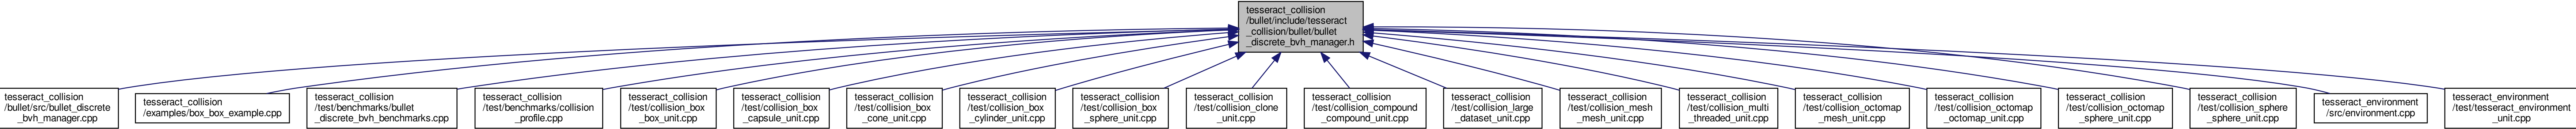 tesseract_collision
/bullet/include/tesseract
_collision/bullet/bullet
_discrete_bvh_manager.h
tesseract_collision
/bullet/src/bullet_discrete
_bvh_manager.cpp
tesseract_collision
/examples/box_box_example.cpp
tesseract_collision
/test/benchmarks/bullet
_discrete_bvh_benchmarks.cpp
tesseract_collision
/test/benchmarks/collision
_profile.cpp
tesseract_collision
/test/collision_box
_box_unit.cpp
tesseract_collision
/test/collision_box
_capsule_unit.cpp
tesseract_collision
/test/collision_box
_cone_unit.cpp
tesseract_collision
/test/collision_box
_cylinder_unit.cpp
tesseract_collision
/test/collision_box
_sphere_unit.cpp
tesseract_collision
/test/collision_clone
_unit.cpp
tesseract_collision
/test/collision_compound
_compound_unit.cpp
tesseract_collision
/test/collision_large
_dataset_unit.cpp
tesseract_collision
/test/collision_mesh
_mesh_unit.cpp
tesseract_collision
/test/collision_multi
_threaded_unit.cpp
tesseract_collision
/test/collision_octomap
_mesh_unit.cpp
tesseract_collision
/test/collision_octomap
_octomap_unit.cpp
tesseract_collision
/test/collision_octomap
_sphere_unit.cpp
tesseract_collision
/test/collision_sphere
_sphere_unit.cpp
tesseract_environment
/src/environment.cpp
tesseract_environment
/test/tesseract_environment
_unit.cpp